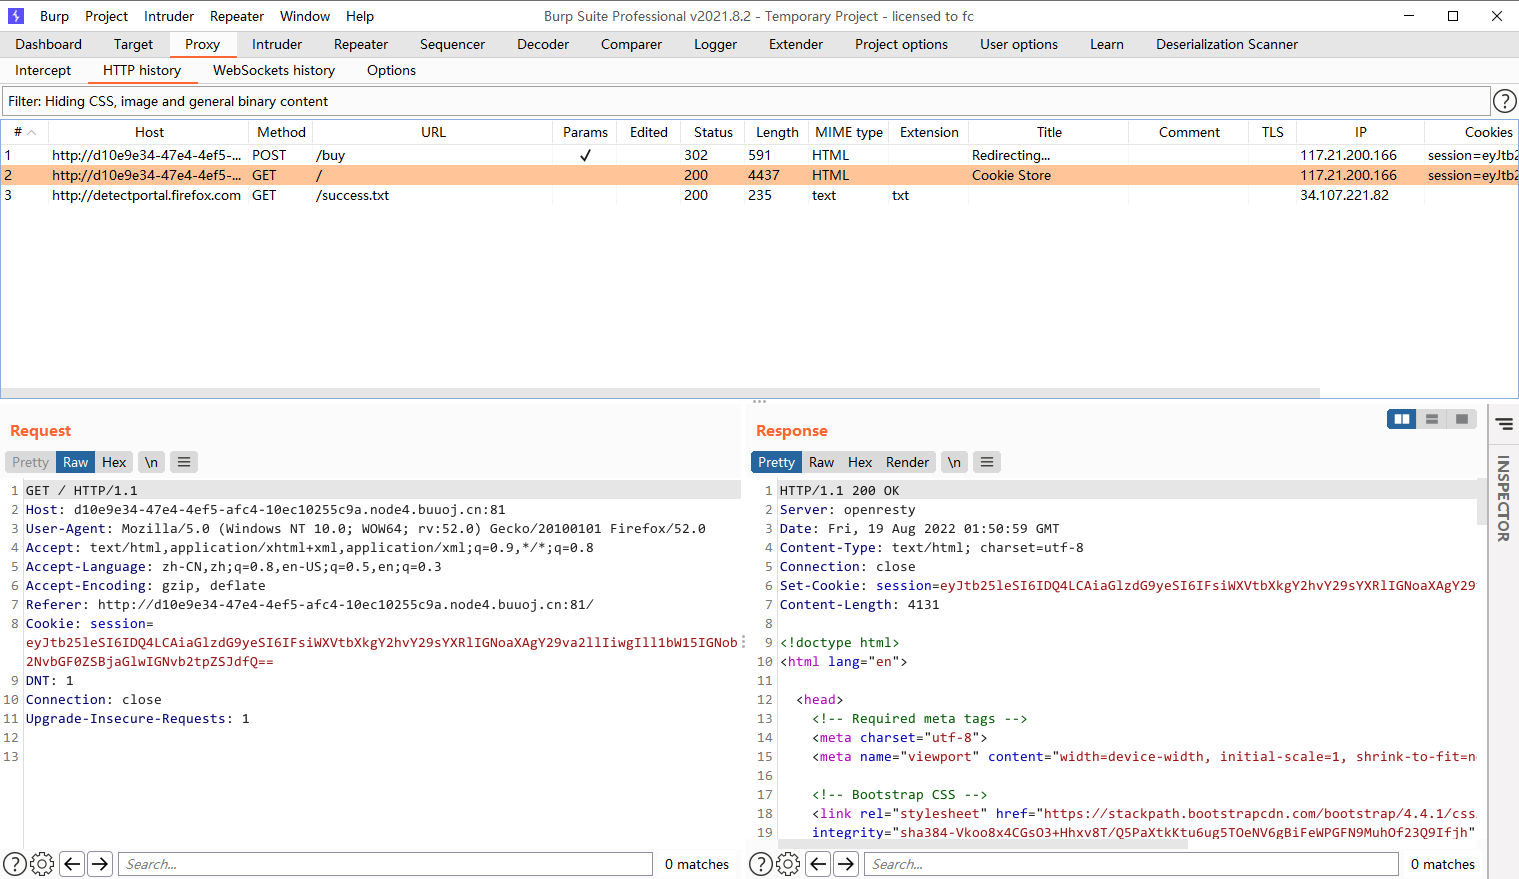 Burp Project Intruder Repeater Window Help Burp Suite Professional v2021.8.2 - Temporary Project - licensed to fc
Dashboard Target Proxy Intruder Repeater Sequencer Decoder Comparer Logger Extender Project options User options Learn Deserialization Scanner
Intercept HTTP history WebSockets history Options
Filter: Hiding CSS, image and general binary content ?
# Host Method URL Params Edited Status Length MIME type Extension Title Comment TLS IP Cookies
1 http://d10e9e34-47e4-4ef5-... POST /buy ✓ 302 591 HTML Redirecting... 117.21.200.166 session=eyJtb2
2 http://d10e9e34-47e4-4ef5-... GET / 200 4437 HTML Cookie Store 117.21.200.166 session=eyJtb2
3 http://detectportal.firefox.com GET /success.txt 200 235 text txt 34.107.221.82
Request
Pretty Raw Hex \n
1 GET / HTTP/1.1
2 Host: d10e9e34-47e4-4ef5-afc4-10ec10255c9a.node4.buuoj.cn:81
3 User-Agent: Mozilla/5.0 (Windows NT 10.0; WOW64; rv:52.0) Gecko/20100101 Firefox/52.0
4 Accept: text/html,application/xhtml+xml,application/xml;q=0.9,*/*;q=0.8
5 Accept-Language: zh-CN,zh;q=0.8,en-US;q=0.5,en;q=0.3
6 Accept-Encoding: gzip, deflate
7 Referer: http://d10e9e34-47e4-4ef5-afc4-10ec10255c9a.node4.buuoj.cn:81/
8 Cookie: session=
eyJtb25leSI6IDQ4LCAiaGlzdG9yeSI6IFsiWXVtbXkgY2hvY29sYXRlIGNoaXAgY29va2llIiwgIll1bW15IGNob
2NvbGF0ZSBjaGlwIGNvb2tpZSJdfQ==
9 DNT: 1
10 Connection: close
11 Upgrade-Insecure-Requests: 1
12
13
? Search... 0 matches
Response
Pretty Raw Hex Render \n
1 HTTP/1.1 200 OK
2 Server: openresty
3 Date: Fri, 19 Aug 2022 01:50:59 GMT
4 Content-Type: text/html; charset=utf-8
5 Connection: close
6 Set-Cookie: session=eyJtb25leSI6IDQ4LCAiaGlzdG9yeSI6IFsiWXVtbXkgY2hvY29sYXRlIGNoaXAgY29
7 Content-Length: 4131
8
9 <!doctype html>
10 <html lang="en">
11
12 <head>
13 <!-- Required meta tags -->
14 <meta charset="utf-8">
15 <meta name="viewport" content="width=device-width, initial-scale=1, shrink-to-fit=n
16
17 <!-- Bootstrap CSS -->
18 <link rel="stylesheet" href="https://stackpath.bootstrapcdn.com/bootstrap/4.4.1/css
19 integrity="sha384-Vkoo8x4CGsO3+Hhxv8T/Q5PaXtkKtu6ug5TOeNV6gBiFeWPGFN9MuhOf23Q9Ifjh"
? Search... 0 matches
INSPECTOR